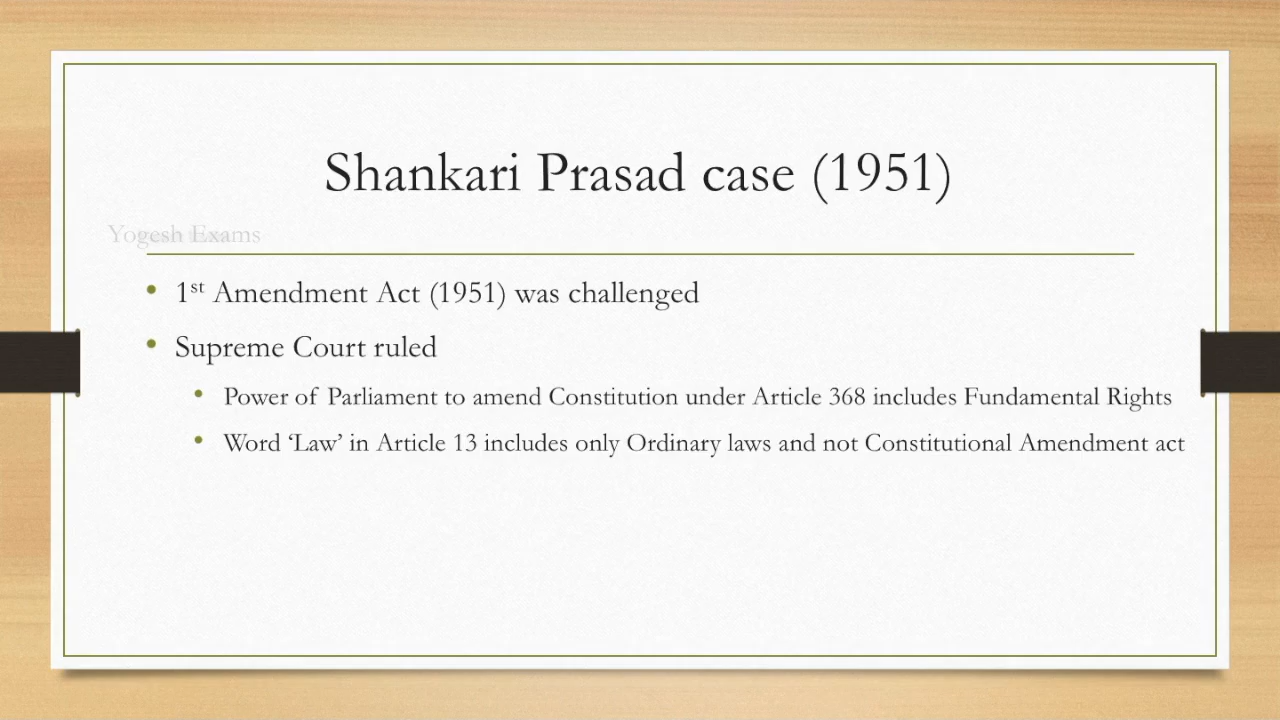 Shankari Prasad case (1951)
Yogesh Exams
• 1st Amendment Act (1951) was challenged
• Supreme Court ruled
• Power of Parliament to amend Constitution under Article 368 includes Fundamental Rights
• Word ‘Law’ in Article 13 includes only Ordinary laws and not Constitutional Amendment act